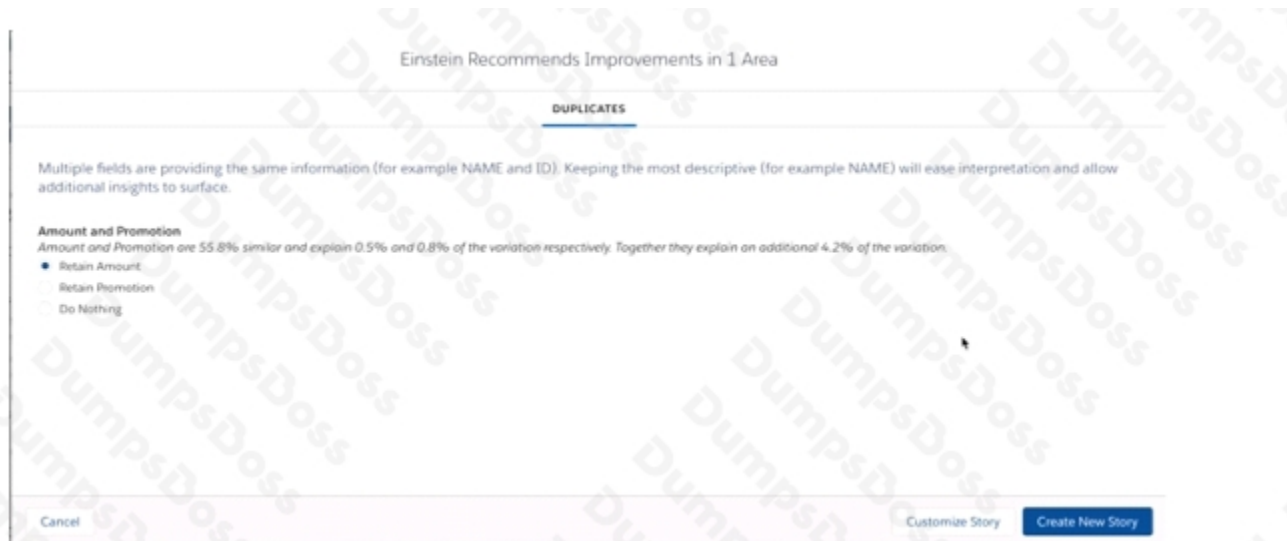 Einstein Recommends Improvements in 1 Area
DUPLICATES
Multiple fields are providing the same information (for example NAME and ID). Keeping the most descriptive (for example NAME) will ease interpretation and allow
additional insights to surface.
Amount and Promotion
Amount and Promotion are 55.8% similar and explain 0.5% and 0.8% of the variation respectively. Together they explain an additional 4.2% of the variation.
Retain Amount
Retain Promotion
Do Nothing
Cancel
Customize Story
Create New Story
DumpsDoss